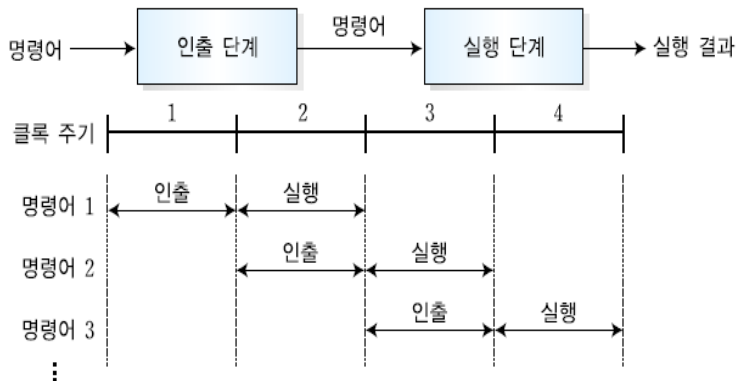 명령어 인출 단계 명령어 실행 단계 실행 결과
클록 주기 1 2 3 4
명령어 1 인출 실행
명령어 2 인출 실행
명령어 3 인출 실행
⋮